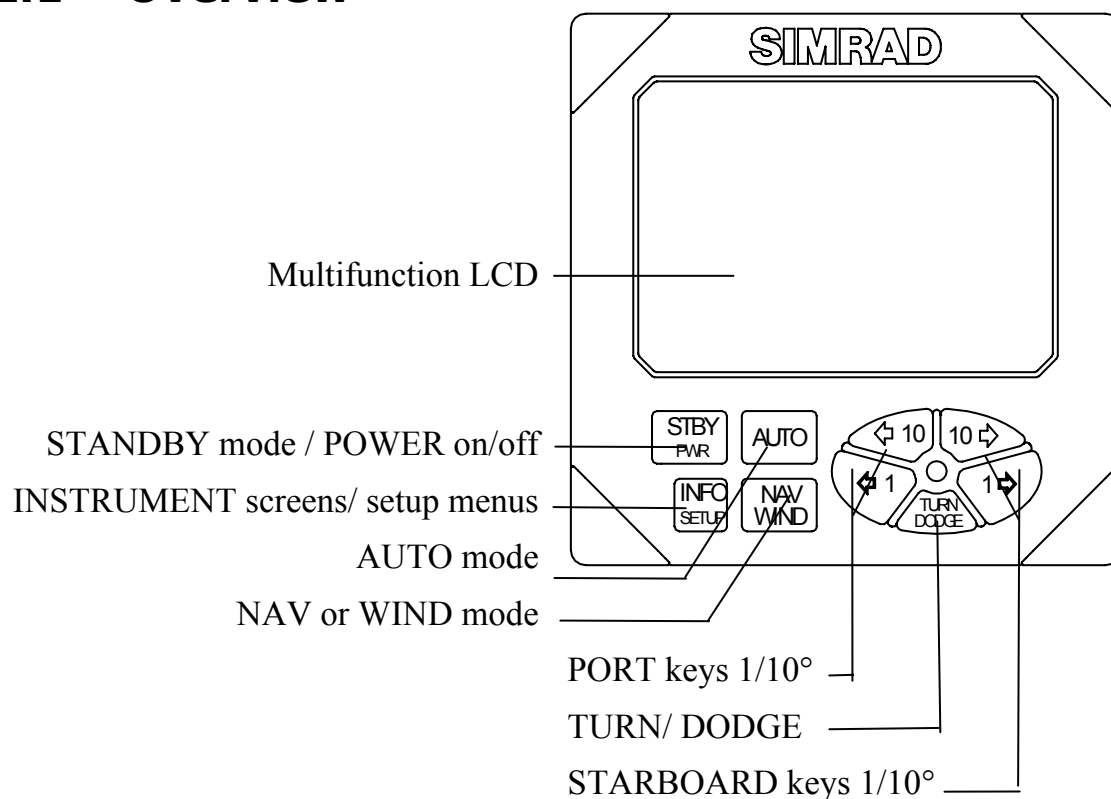 Overview
SIMRAD
Multifunction LCD
STBY
PWR
AUTO
10 10
STANDBY mode / POWER on/off
INFO
SETUP
NAV
WIND
1 1
TURN
DODGE
INSTRUMENT screens/ setup menus
AUTO mode
NAV or WIND mode
PORT keys 1/10°
TURN/ DODGE
STARBOARD keys 1/10°